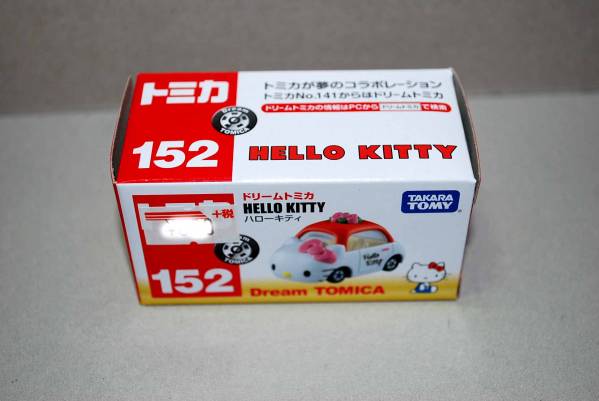 トミカ
Dream
TOMICA
152
トミカが夢のコラボレーション
トミカNo.141からはドリームトミカ
ドリームトミカの情報はPCから ドリームトミカ で検索
HELLO KITTY
+税
152
ドリームトミカ
HELLO KITTY
ハローキティ
TAKARA
TOMY
Hello
Kitty
Dream TOMICA